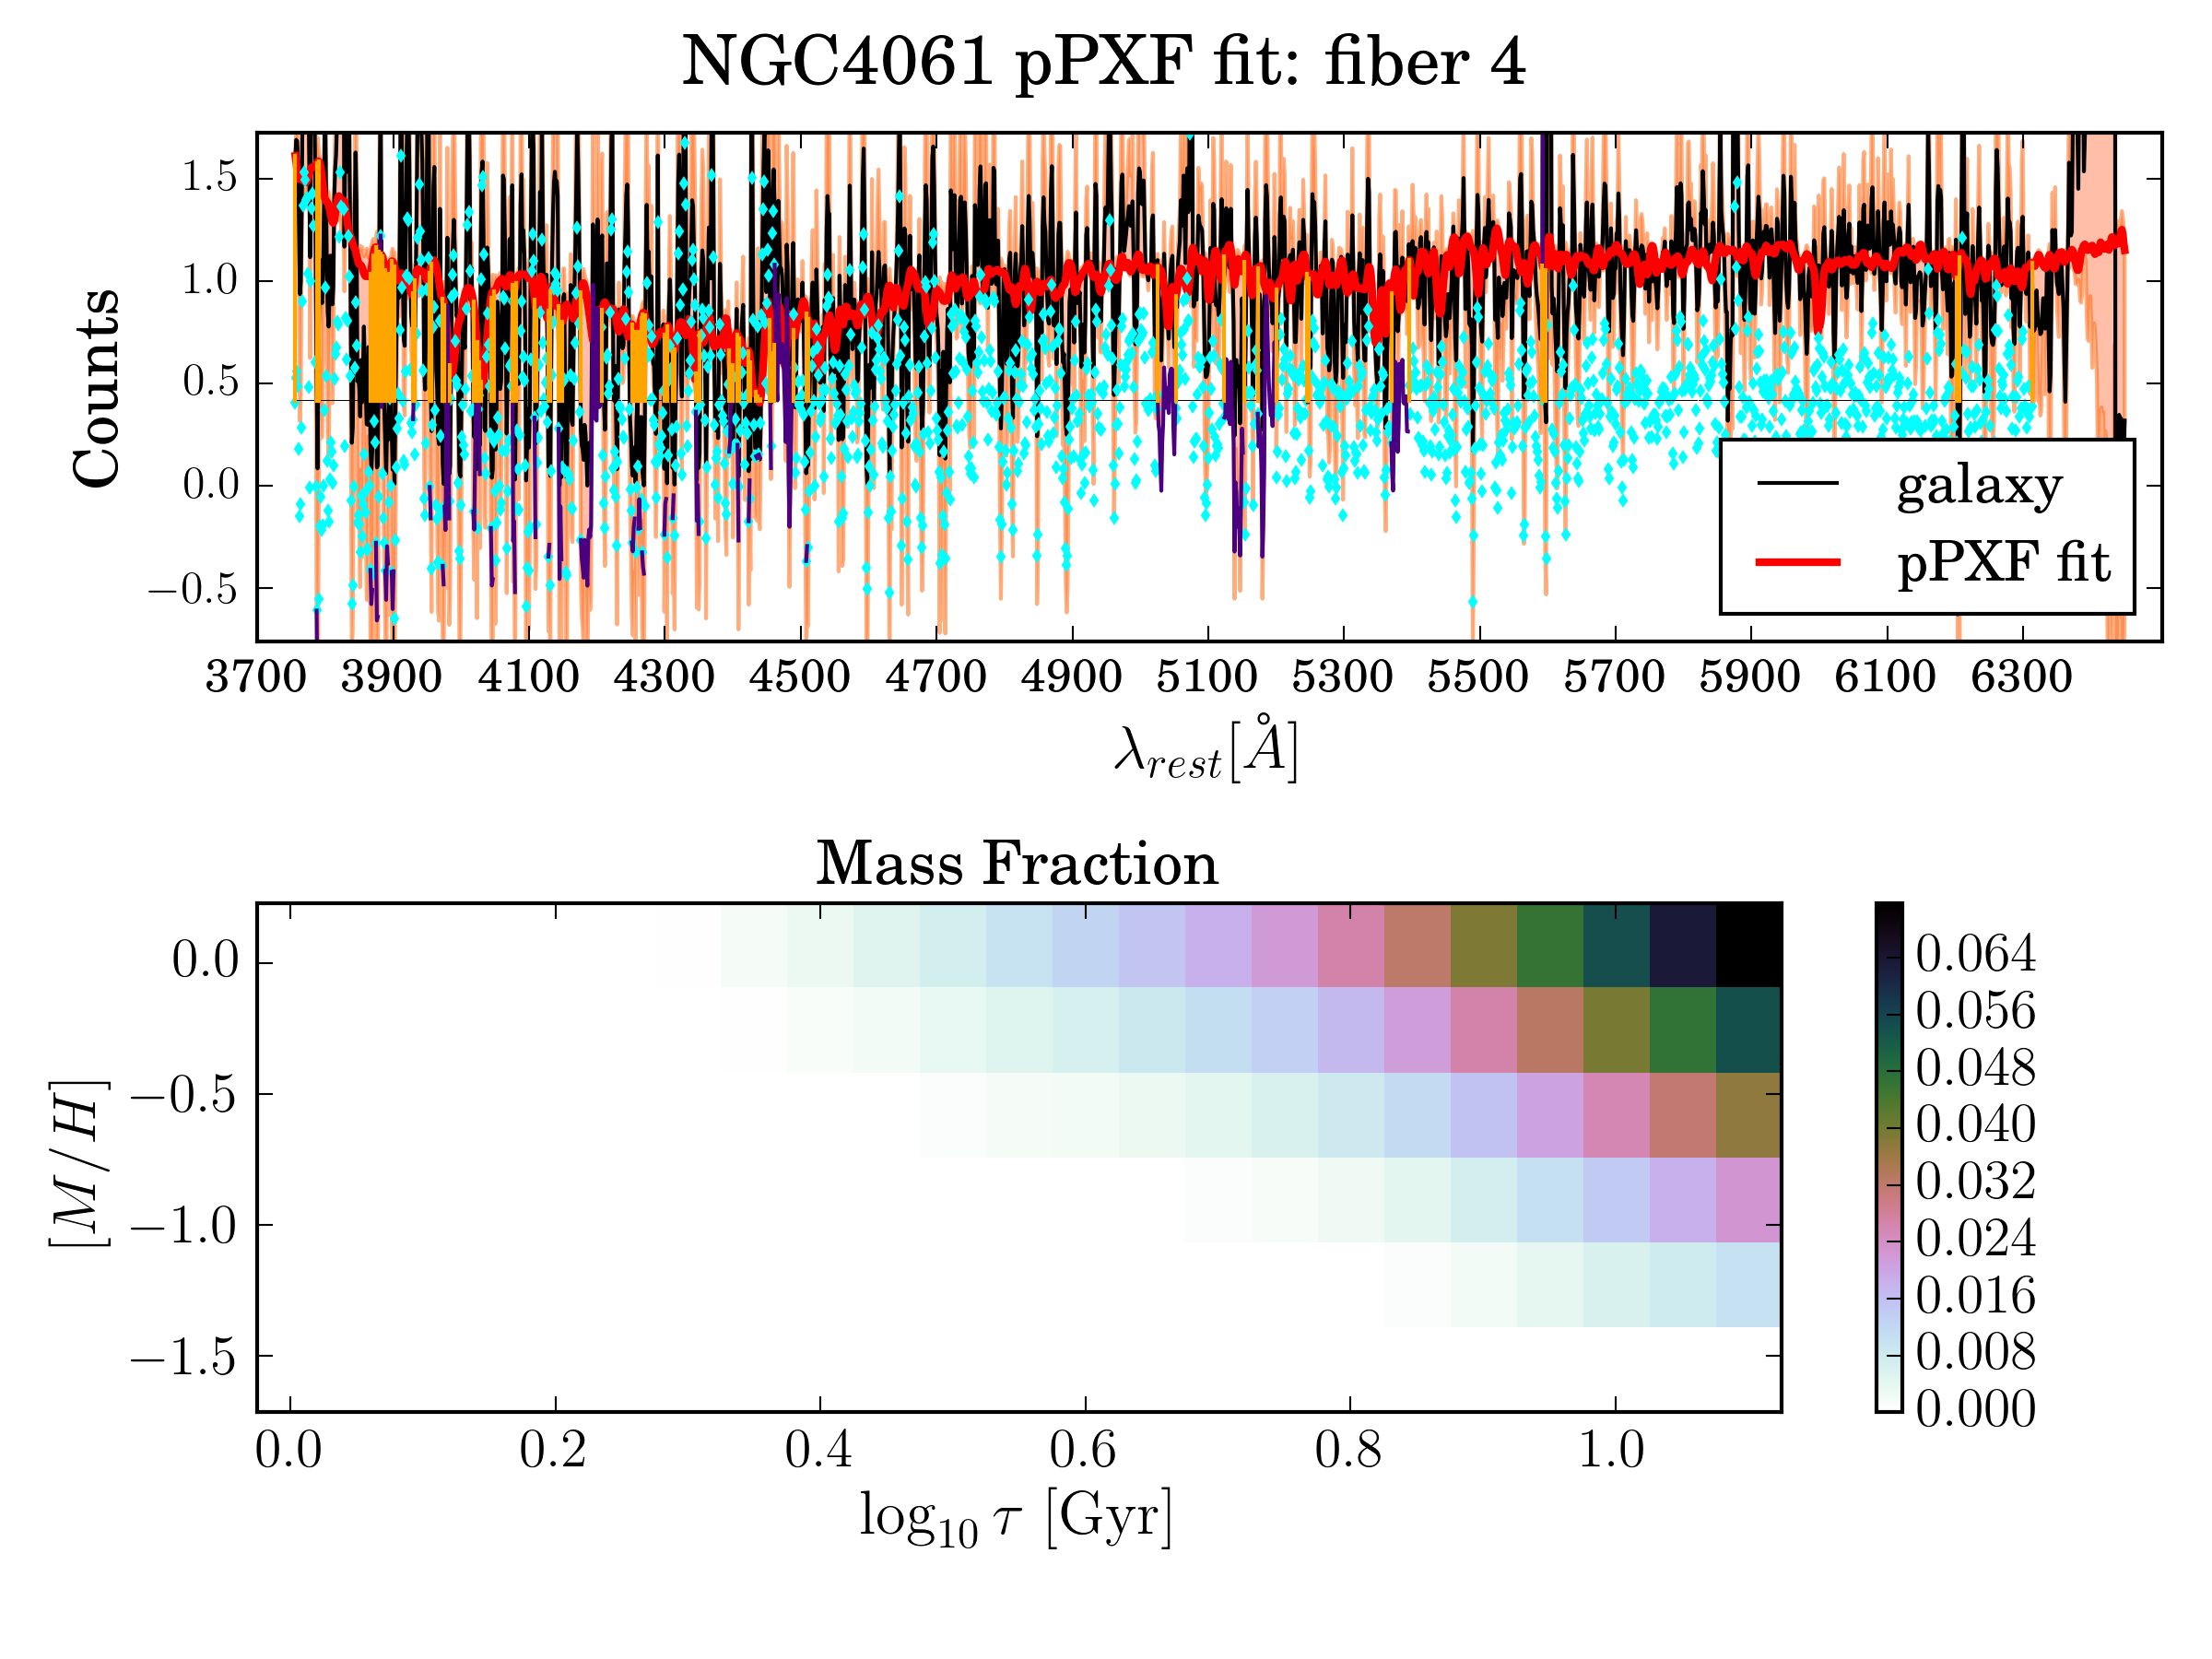 NGC4061 pPXF fit: fiber 4
Counts
1.5
1.0
0.5
0.0
−0.5
galaxy
pPXF fit
3700 3900 4100 4300 4500 4700 4900 5100 5300 5500 5700 5900 6100 6300
λrest[Å]
Mass Fraction
[M/H]
0.0
−0.5
−1.0
−1.5
0.0 0.2 0.4 0.6 0.8 1.0
log10 τ [Gyr]
0.064
0.056
0.048
0.040
0.032
0.024
0.016
0.008
0.000